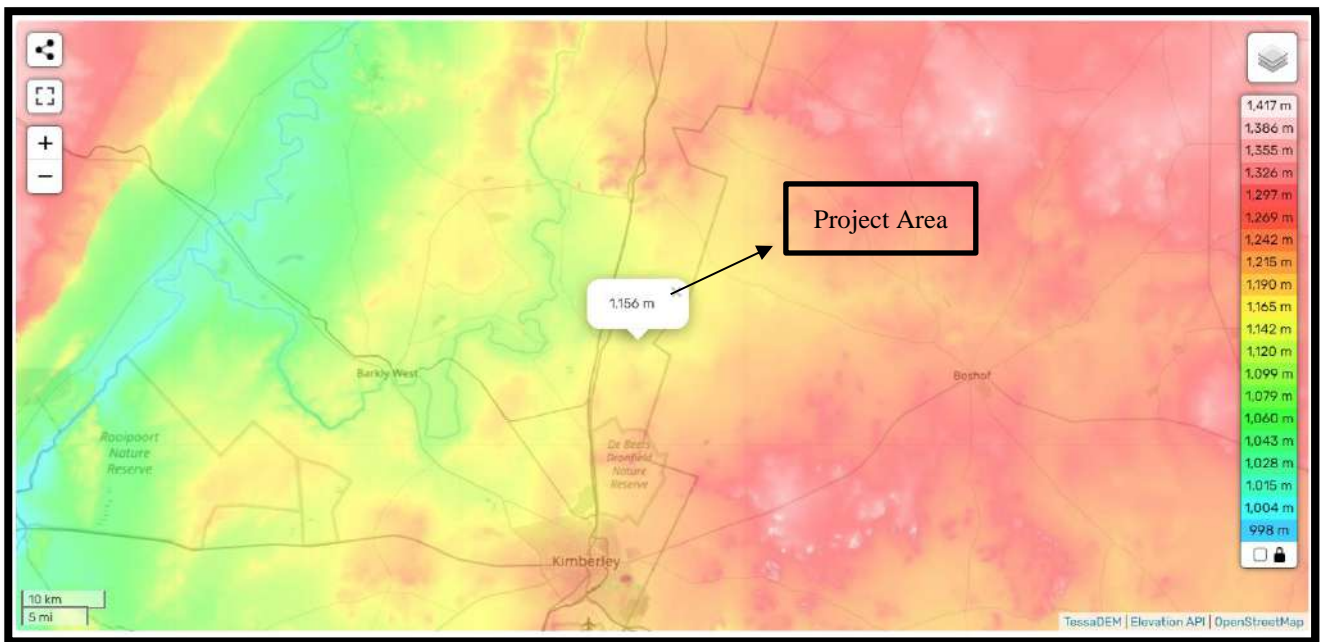 +
−
Project Area
1,156 m
Barkly West
Boshof
Rooipoort
Nature
Reserve
De Beers
Dronfield
Nature
Reserve
Kimberley
1,417 m
1,386 m
1,355 m
1,326 m
1,297 m
1,269 m
1,242 m
1,215 m
1,190 m
1,165 m
1,142 m
1,120 m
1,099 m
1,079 m
1,060 m
1,043 m
1,028 m
1,015 m
1,004 m
998 m
10 km
5 mi
TessaDEM | Elevation API | OpenStreetMap